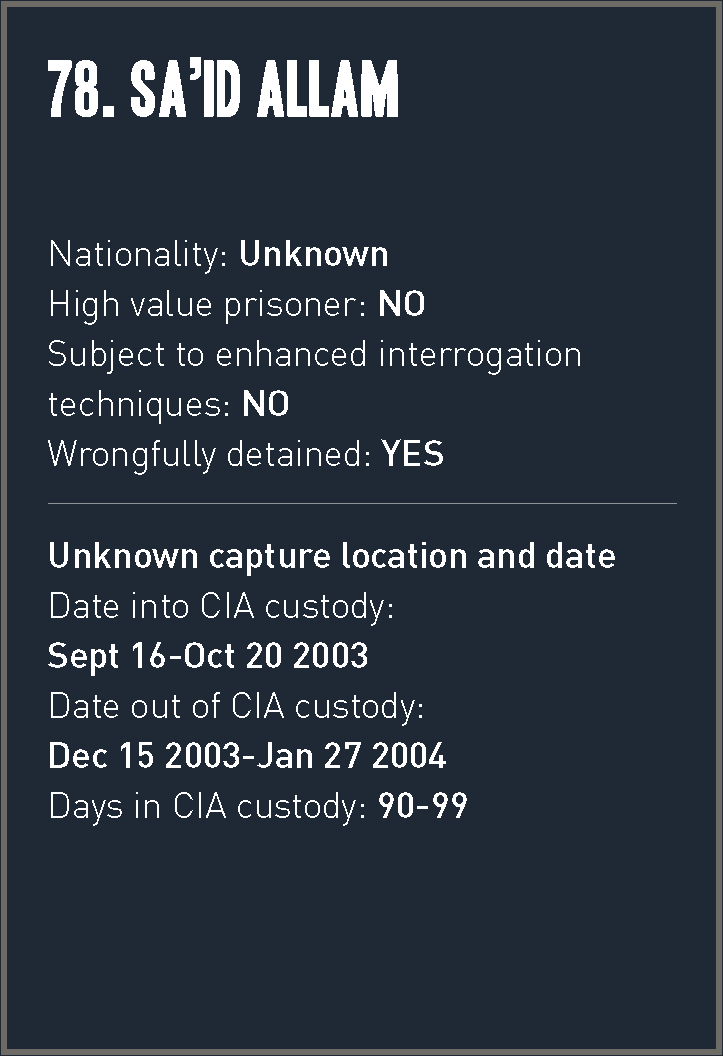 78. SA’ID ALLAM
Nationality: Unknown
High value prisoner: NO
Subject to enhanced interrogation
techniques: NO
Wrongfully detained: YES
Unknown capture location and date
Date into CIA custody:
Sept 16-Oct 20 2003
Date out of CIA custody:
Dec 15 2003-Jan 27 2004
Days in CIA custody: 90-99